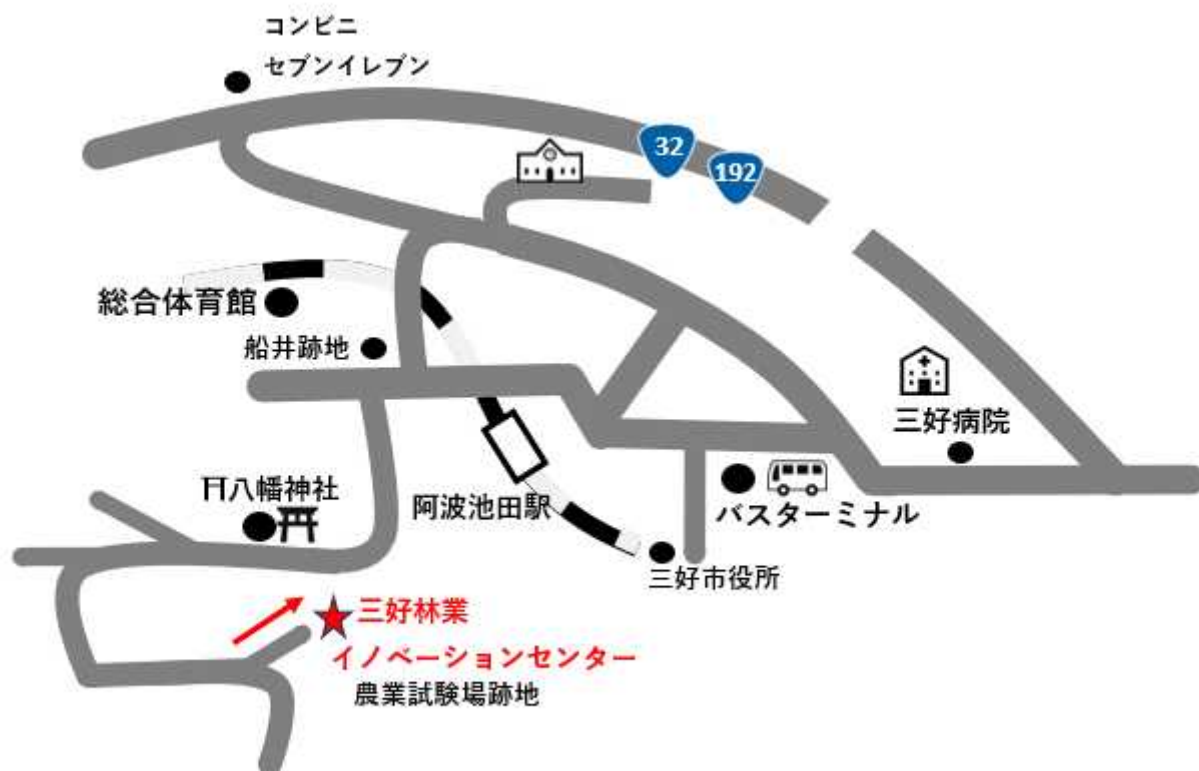 コンビニ
セブンイレブン
32
192
総合体育館
船井跡地
三好病院
八幡神社
阿波池田駅
バスターミナル
三好市役所
三好林業
イノベーションセンター
農業試験場跡地